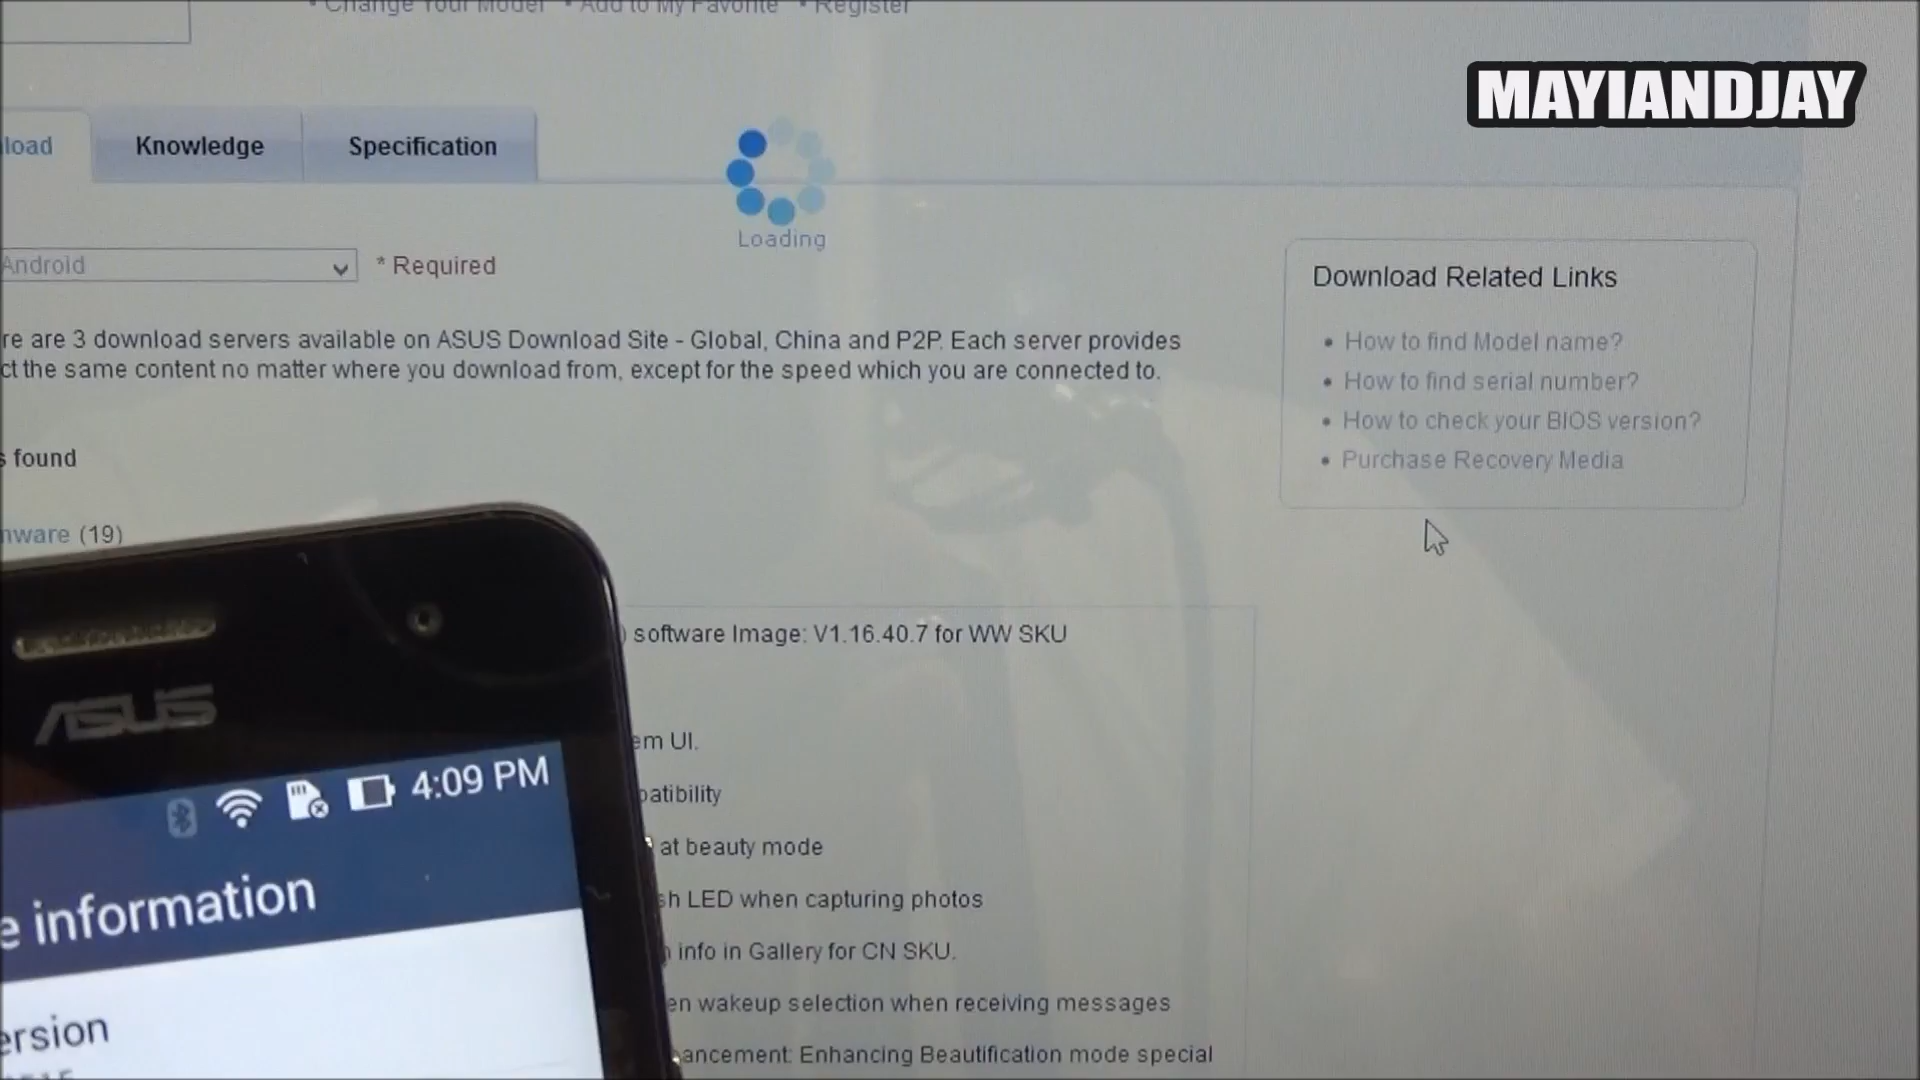 Change Your Model • Add to My Favorite • Register
MAYIANDJAY
load Knowledge Specification
Loading
Android * Required
Download Related Links
• How to find Model name?
• How to find serial number?
• How to check your BIOS version?
• Purchase Recovery Media
re are 3 download servers available on ASUS Download Site - Global, China and P2P. Each server provides
ct the same content no matter where you download from, except for the speed which you are connected to.
s found
nware (19)
) software Image: V1.16.40.7 for WW SKU
em UI.
patibility
at beauty mode
sh LED when capturing photos
info in Gallery for CN SKU.
en wakeup selection when receiving messages
ancement: Enhancing Beautification mode special
ASUS
4:09 PM
e information
ersion